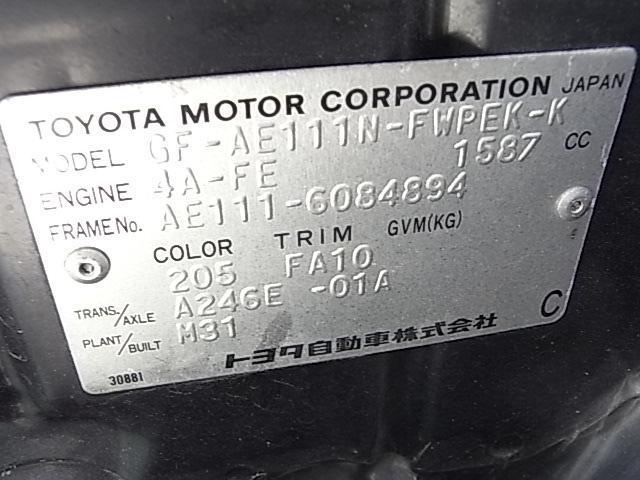 TOYOTA MOTOR CORPORATION JAPAN
MODEL GF-AE111N-FWPEK-K
ENGINE 4A-FE 1587 CC
FRAME No. AE111-6084894
COLOR TRIM GVM(KG)
205 FA10
TRANS./AXLE A246E -01A
PLANT/BUILT M31
トヨタ自動車株式会社 C
30881